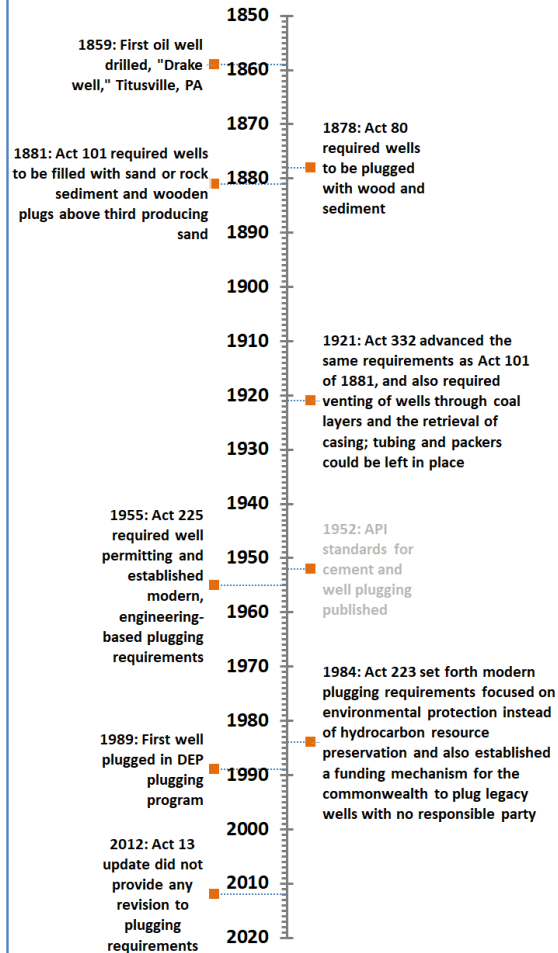 1850
1859: First oil well
drilled, "Drake
well," Titusville, PA
1860
1870
1878: Act 80
required wells
to be plugged
with wood and
sediment
1881: Act 101 required wells
to be filled with sand or rock
sediment and wooden
plugs above third producing
sand
1880
1890
1900
1910
1921: Act 332 advanced the
same requirements as Act 101
of 1881, and also required
venting of wells through coal
layers and the retrieval of
casing; tubing and packers
could be left in place
1920
1930
1940
1952: API
standards for
cement and
well plugging
published
1950
1955: Act 225
required well
permitting and
established
modern,
engineering-
based plugging
requirements
1960
1970
1984: Act 223 set forth modern
plugging requirements focused on
environmental protection instead
of hydrocarbon resource
preservation and also established
a funding mechanism for the
commonwealth to plug legacy
wells with no responsible party
1980
1989: First well
plugged in DEP
plugging
program
1990
2000
2012: Act 13
update did not
provide any
revision to
plugging
requirements
2010
2020